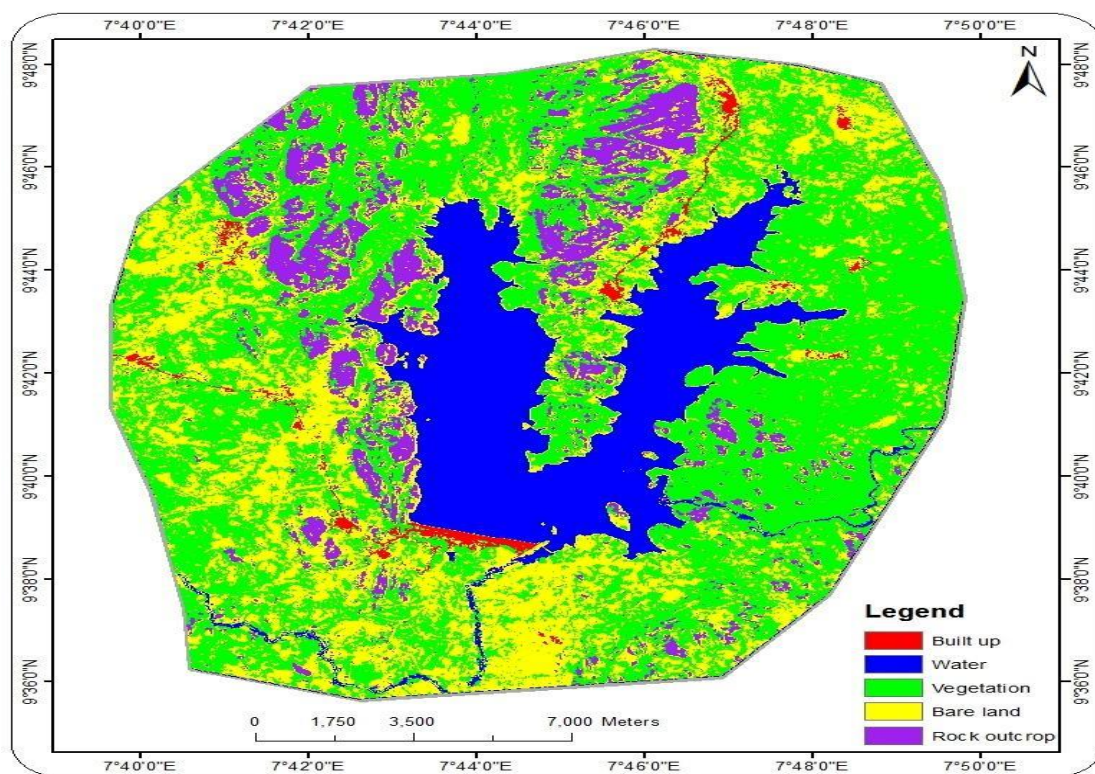 7°40'0"E 7°42'0"E 7°44'0"E 7°46'0"E 7°48'0"E 7°50'0"E
N
9°48'0"N 9°48'0"N
9°46'0"N 9°46'0"N
9°44'0"N 9°44'0"N
9°42'0"N 9°42'0"N
9°40'0"N 9°40'0"N
9°38'0"N 9°38'0"N
9°36'0"N 9°36'0"N
Legend
Built up
Water
Vegetation
Bare land
Rock outcrop
0 1,750 3,500 7,000 Meters
7°40'0"E 7°42'0"E 7°44'0"E 7°46'0"E 7°48'0"E 7°50'0"E